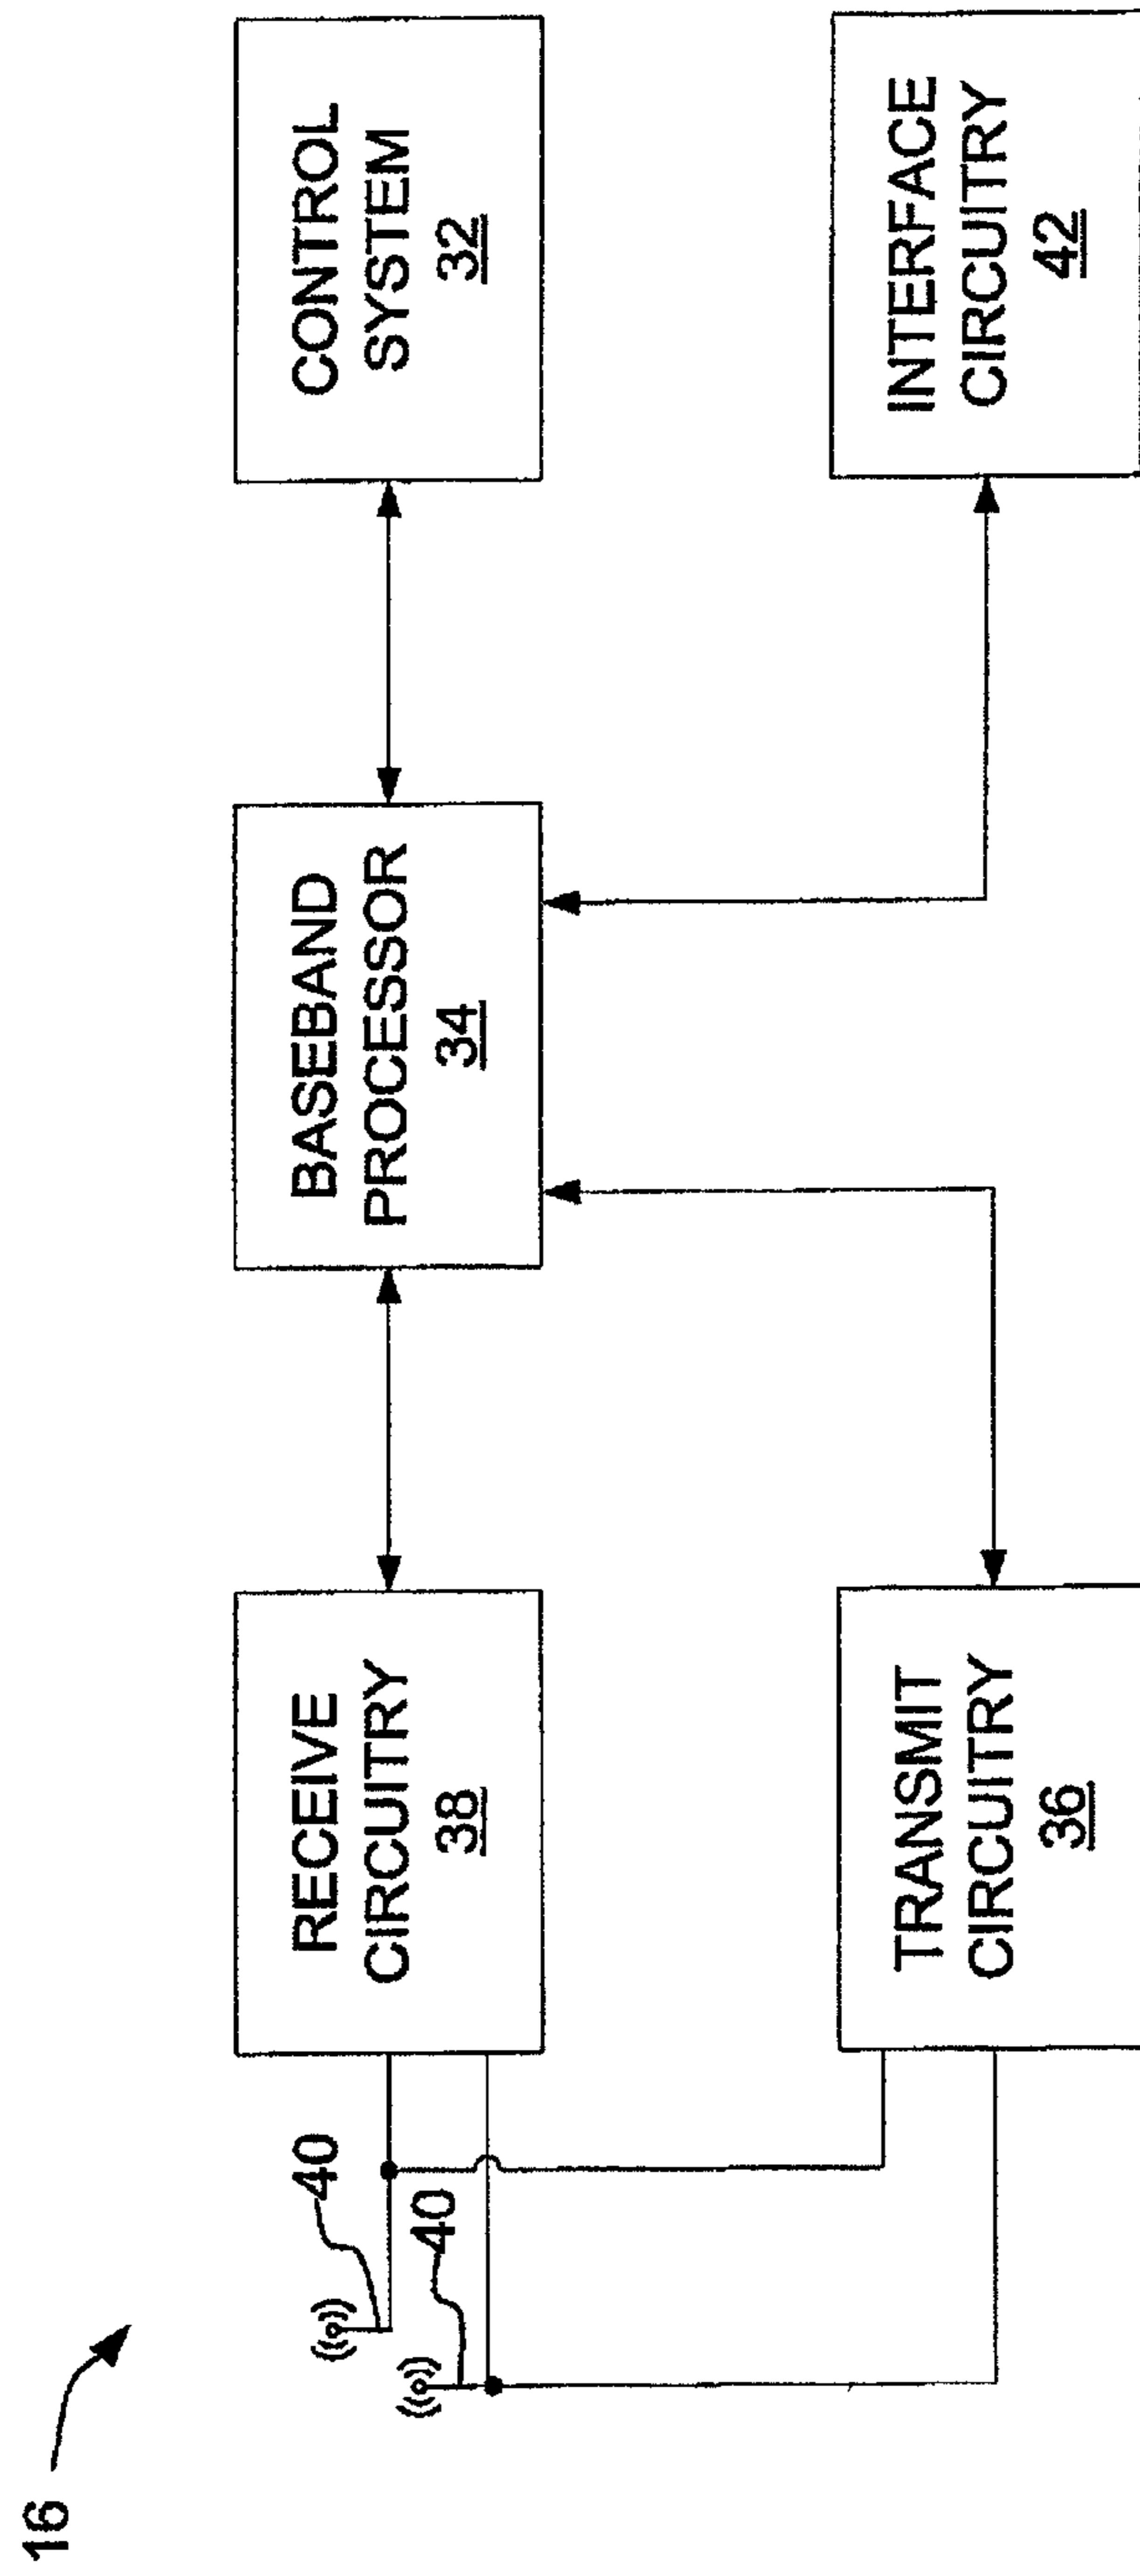 16
40
40
RECEIVE
CIRCUITRY
38
BASEBAND
PROCESSOR
34
CONTROL
SYSTEM
32
TRANSMIT
CIRCUITRY
36
INTERFACE
CIRCUITRY
42